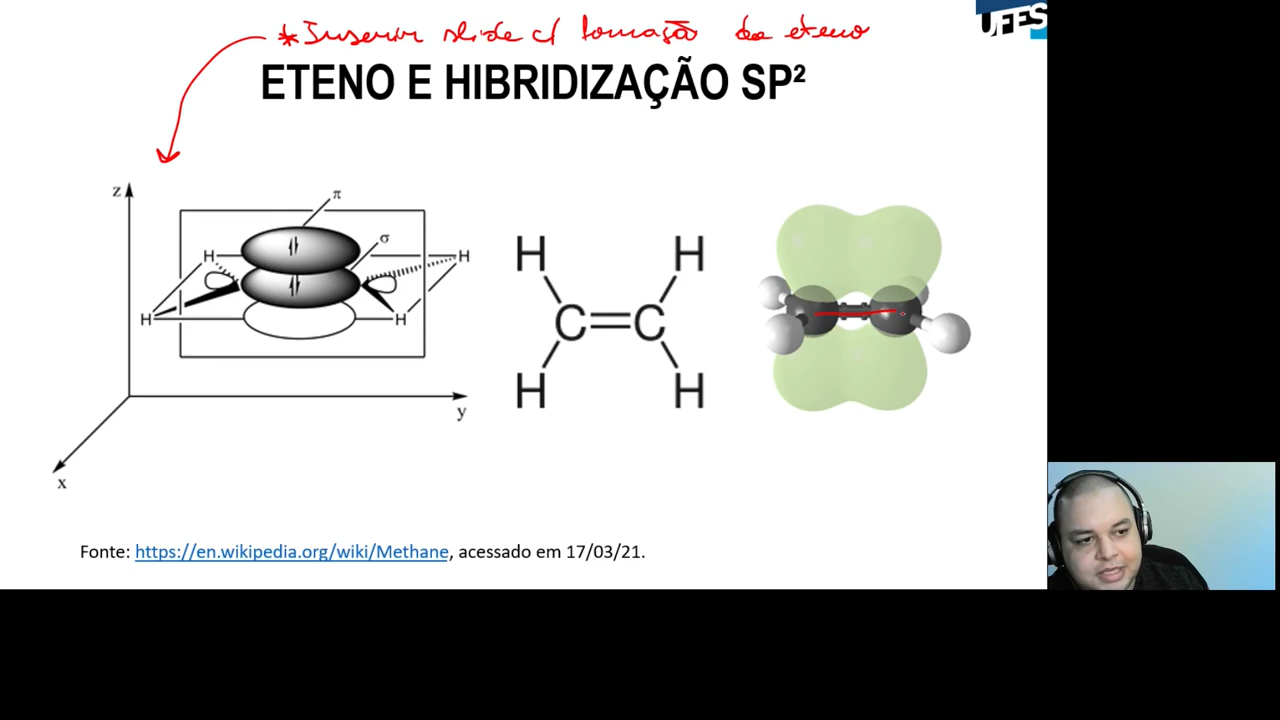 *Inserir slide c/ formação do eteno
UFES
ETENO E HIBRIDIZAÇÃO SP²
z
π
σ
H
H
H
H
y
x
H H
C=C
H H
Fonte: https://en.wikipedia.org/wiki/Methane, acessado em 17/03/21.